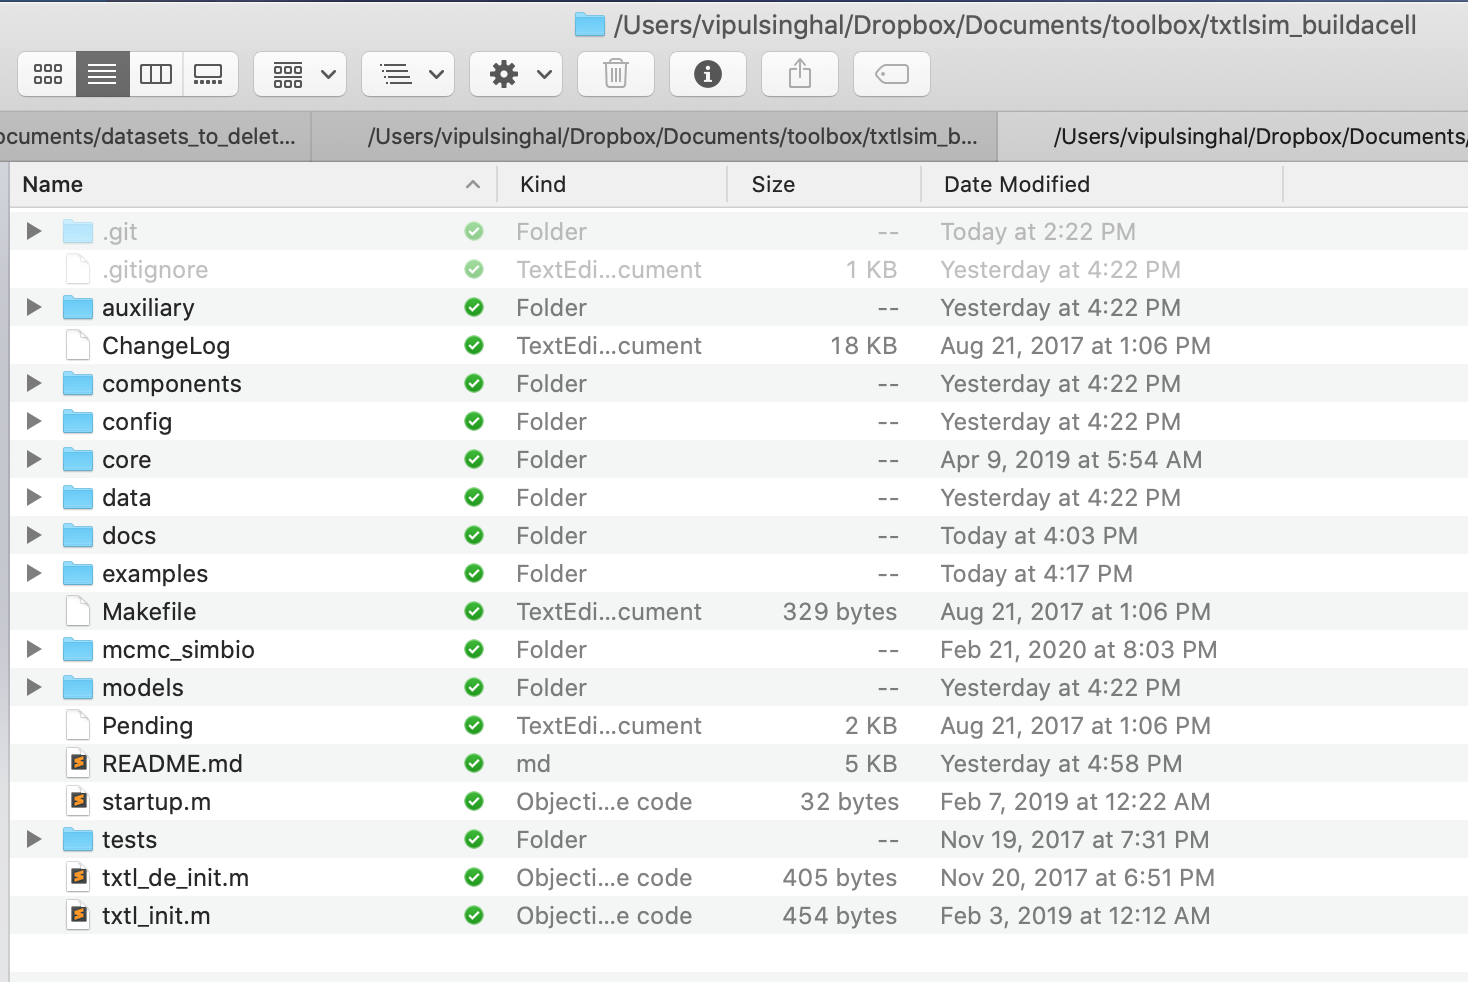 /Users/vipulsinghal/Dropbox/Documents/toolbox/txtlsim_buildacell
ocuments/datasets_to_delet... /Users/vipulsinghal/Dropbox/Documents/toolbox/txtlsim_b... /Users/vipulsinghal/Dropbox/Documents/
Name Kind Size Date Modified
.git Folder -- Today at 2:22 PM
.gitignore TextEdi...cument 1 KB Yesterday at 4:22 PM
auxiliary Folder -- Yesterday at 4:22 PM
ChangeLog TextEdi...cument 18 KB Aug 21, 2017 at 1:06 PM
components Folder -- Yesterday at 4:22 PM
config Folder -- Yesterday at 4:22 PM
core Folder -- Apr 9, 2019 at 5:54 AM
data Folder -- Yesterday at 4:22 PM
docs Folder -- Today at 4:03 PM
examples Folder -- Today at 4:17 PM
Makefile TextEdi...cument 329 bytes Aug 21, 2017 at 1:06 PM
mcmc_simbio Folder -- Feb 21, 2020 at 8:03 PM
models Folder -- Yesterday at 4:22 PM
Pending TextEdi...cument 2 KB Aug 21, 2017 at 1:06 PM
README.md md 5 KB Yesterday at 4:58 PM
startup.m Objecti...e code 32 bytes Feb 7, 2019 at 12:22 AM
tests Folder -- Nov 19, 2017 at 7:31 PM
txtl_de_init.m Objecti...e code 405 bytes Nov 20, 2017 at 6:51 PM
txtl_init.m Objecti...e code 454 bytes Feb 3, 2019 at 12:12 AM